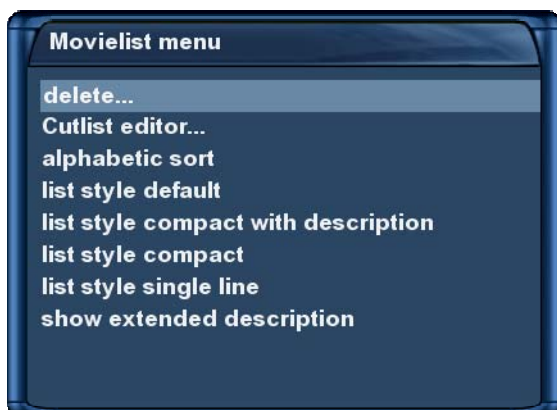 Movielist menu
delete...
Cutlist editor...
alphabetic sort
list style default
list style compact with description
list style compact
list style single line
show extended description